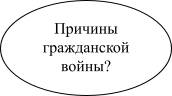 Причины
гражданской
войны?